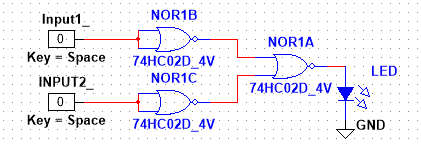 Input1_
0
Key = Space
NOR1B
74HC02D_4V
NOR1A
74HC02D_4V
LED
INPUT2_
0
Key = Space
NOR1C
74HC02D_4V
GND